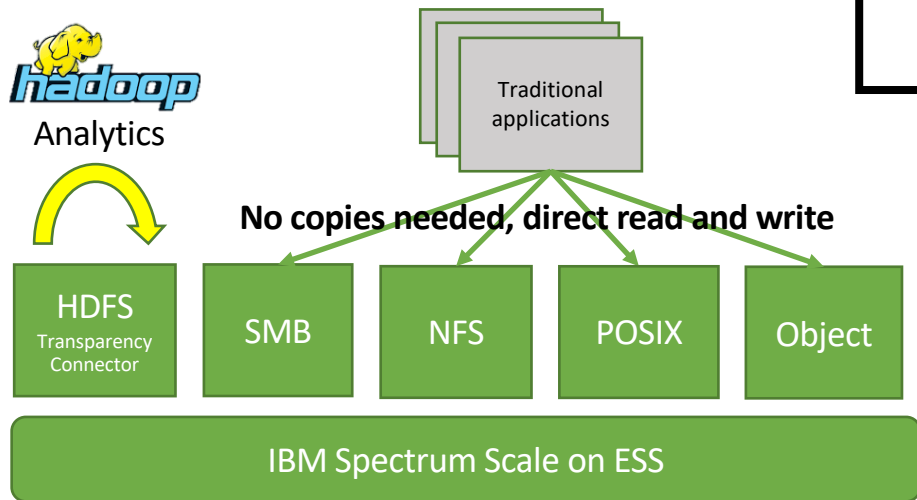 hadoop
Analytics
Traditional
applications
No copies needed, direct read and write
HDFS
Transparency
Connector
SMB
NFS
POSIX
Object
IBM Spectrum Scale on ESS